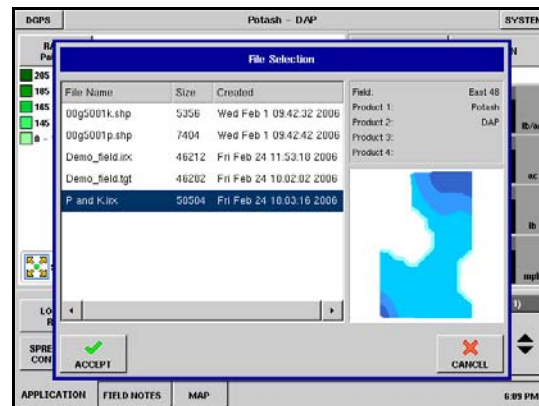 DGPS Potash - DAP SYSTEM
File Selection
205
185
165
145
File Name Size Created
00g5001k.shp 5356 Wed Feb 1 09.42.32 2006
00g5001p.shp 7404 Wed Feb 1 09.42.42 2006
Demo_field.irx 46212 Fri Feb 24 11.53.18 2006
Demo_field.tgt 46202 Fri Feb 24 10.02.02 2006
P and K.irx 50504 Fri Feb 24 10.03.16 2006
Field: East 40
Product 1: Potash
Product 2: DAP
Product 3:
Product 4:
ac
lb
ACCEPT CANCEL
APPLICATION FIELD NOTES MAP 6:09 PM